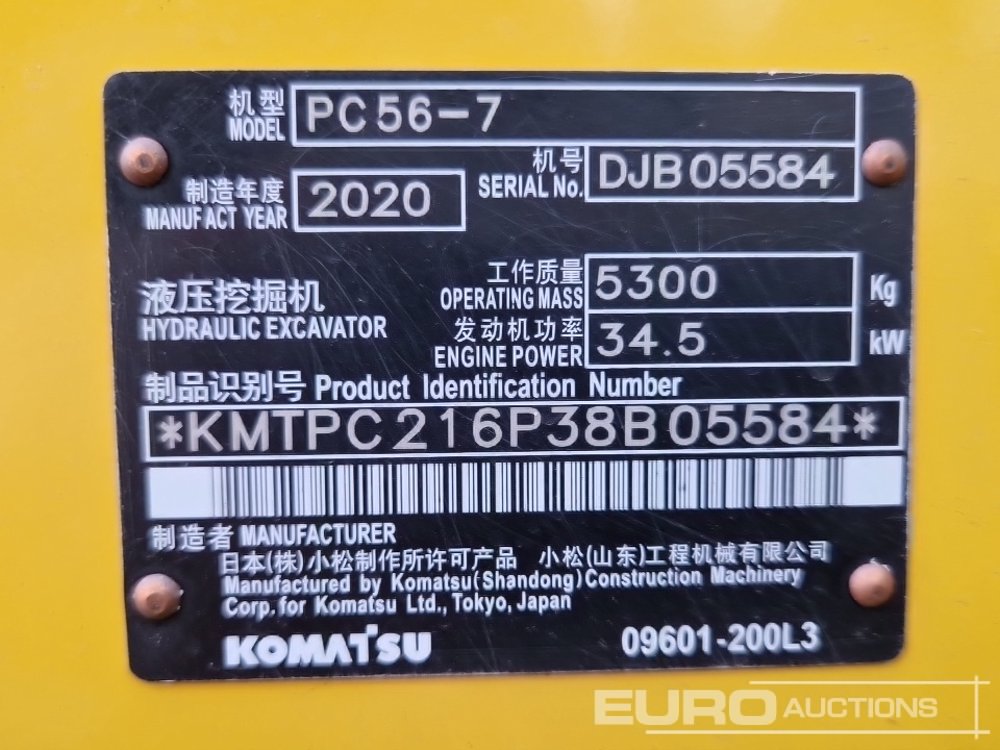 机型 PC56-7
MODEL
机号 DJB05584
SERIAL No.
制造年度 2020
MANUFACT YEAR
工作质量 5300 Kg
OPERATING MASS
液压挖掘机
HYDRAULIC EXCAVATOR
发动机功率 34.5 kW
ENGINE POWER
制品识别号 Product Identification Number
*KMTPC216P38B05584*
制造者 MANUFACTURER
日本(株)小松制作所许可产品 小松(山东)工程机械有限公司
Manufactured by Komatsu(Shandong)Construction Machinery
Corp. for Komatsu Ltd., Tokyo, Japan
KOMATSU 09601-200L3
EURO AUCTIONS